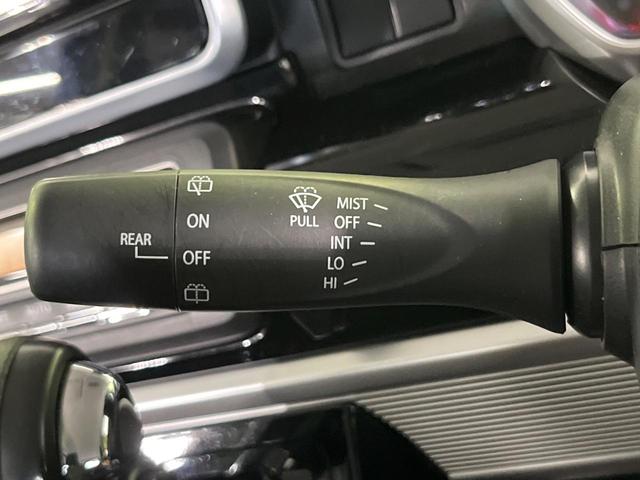 REAR
ON
OFF
PULL
MIST
OFF
INT
LO
HI